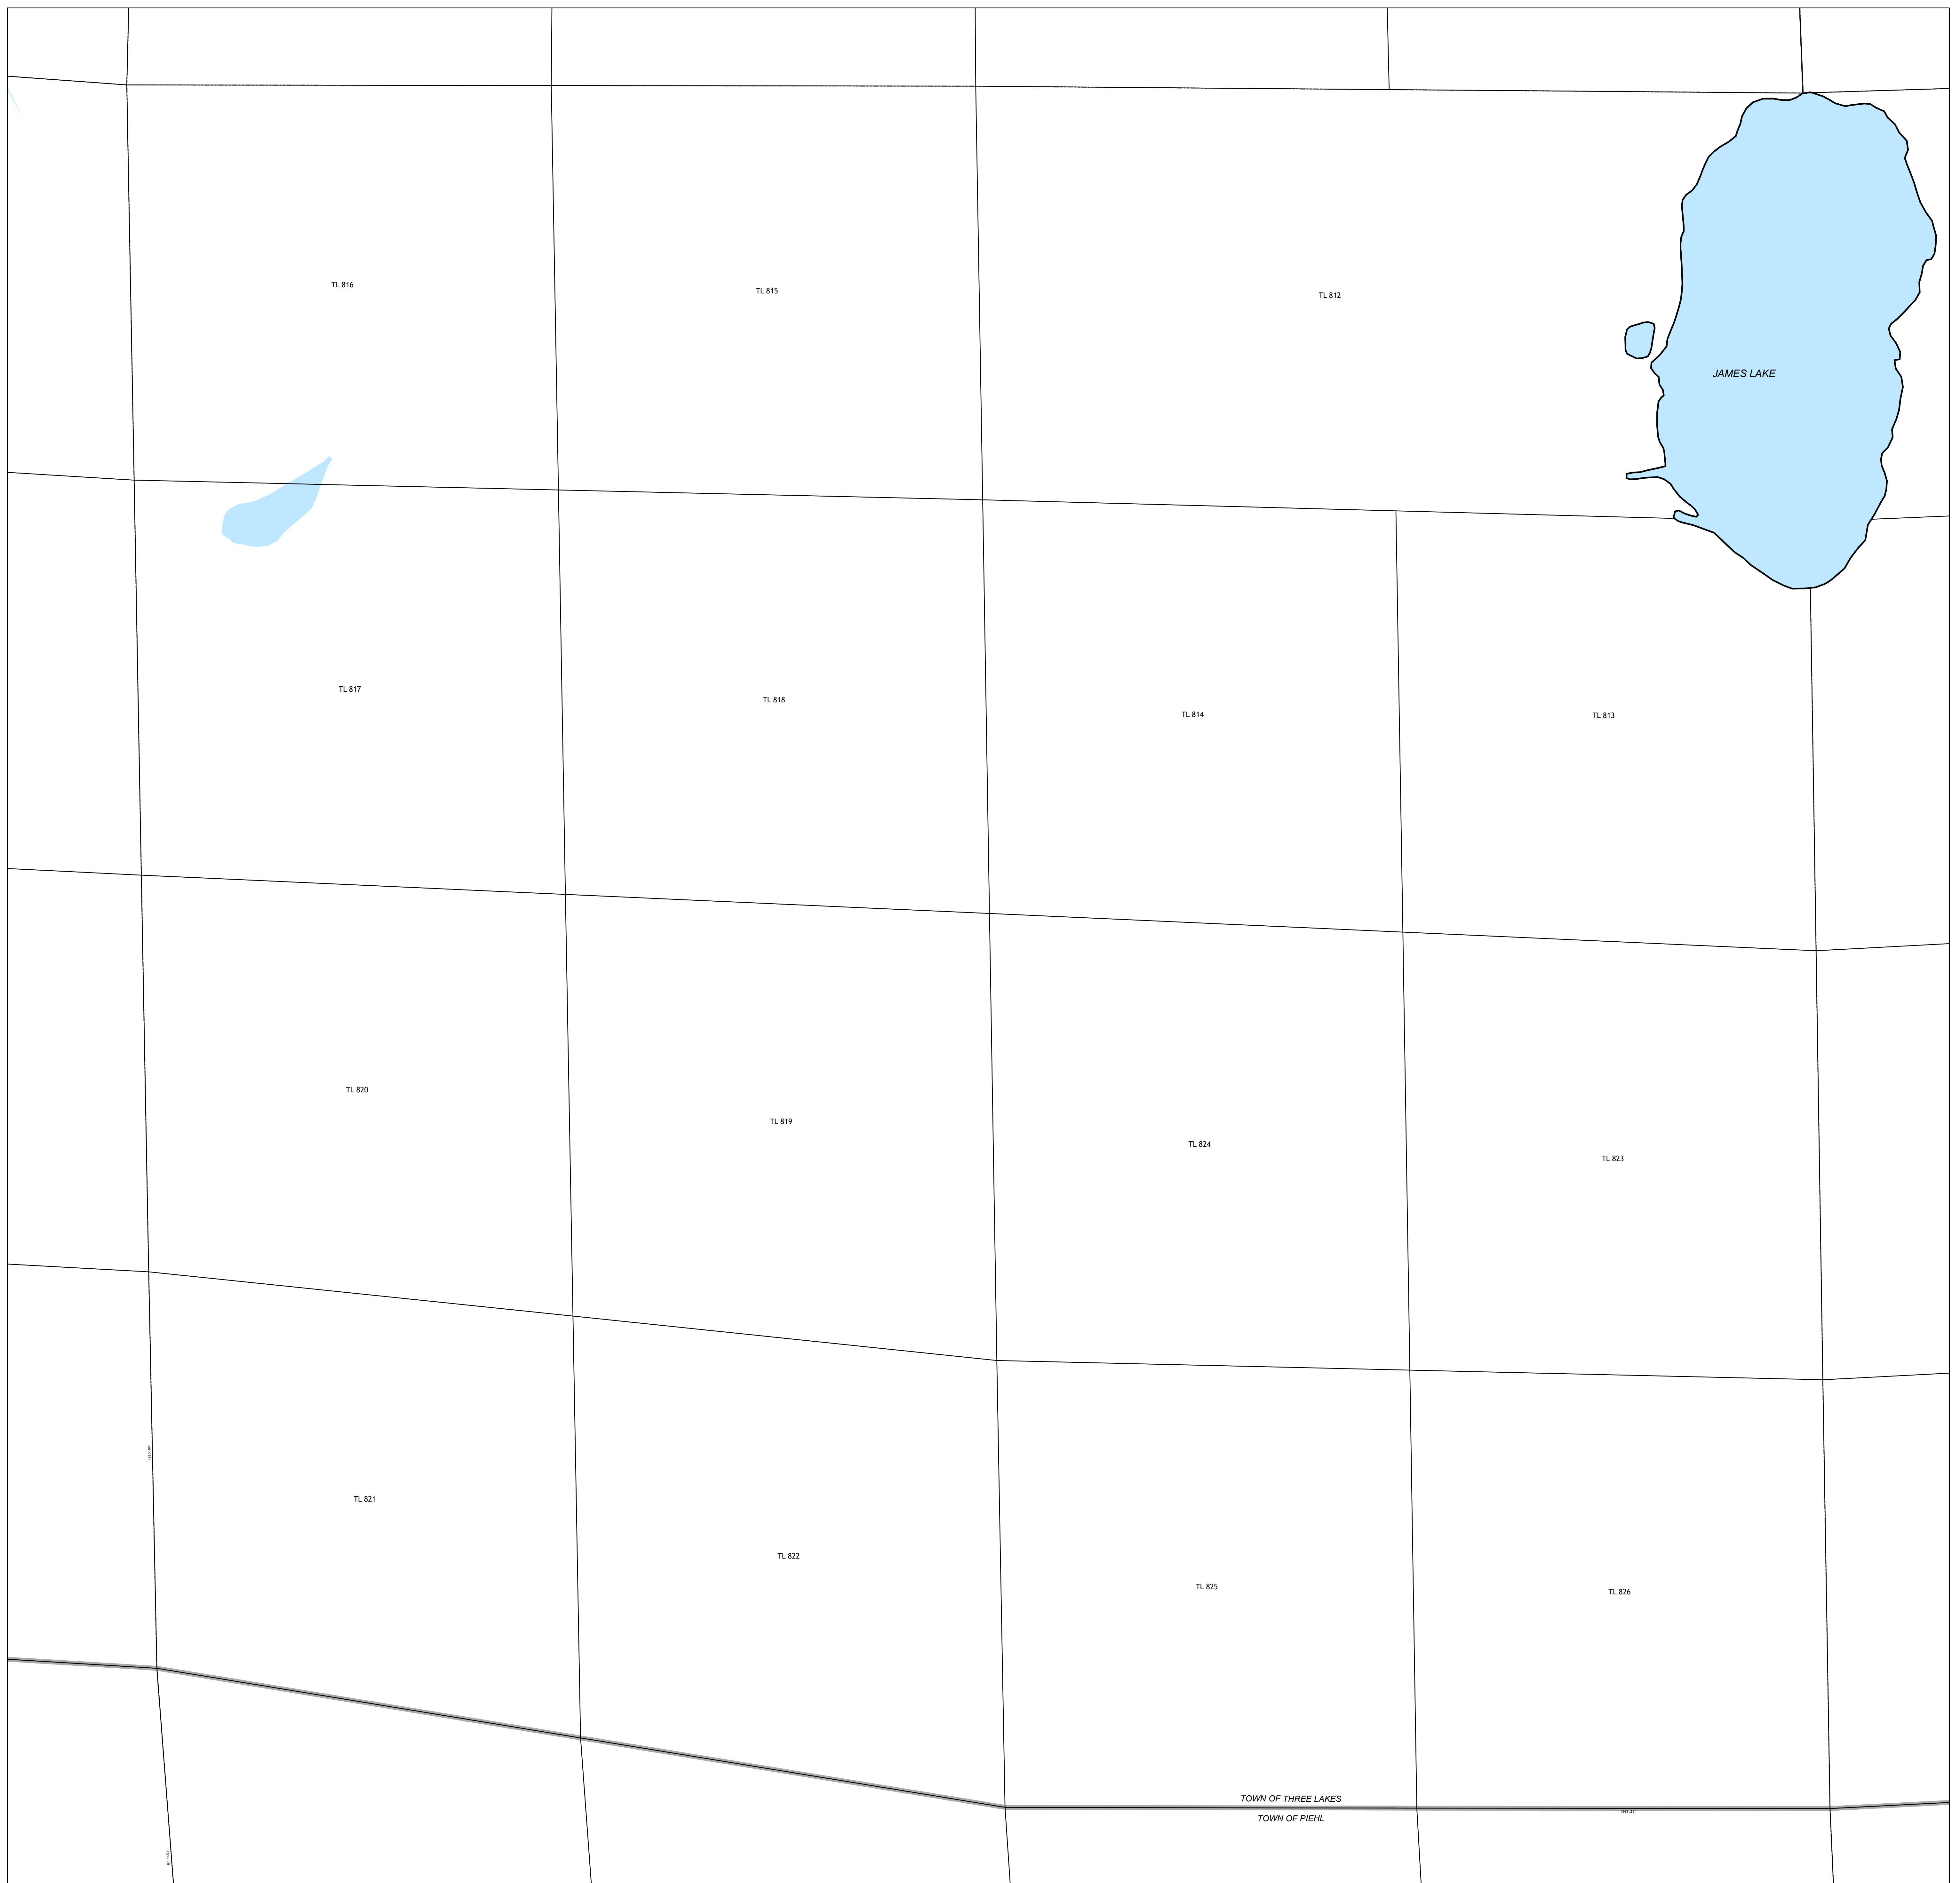 TL 816
TL 815
TL 812
JAMES LAKE
TL 817
TL 818
TL 814
TL 813
TL 820
TL 819
TL 824
TL 823
TL 821
TL 822
TL 825
TL 826
TOWN OF THREE LAKES
TOWN OF PIEHL